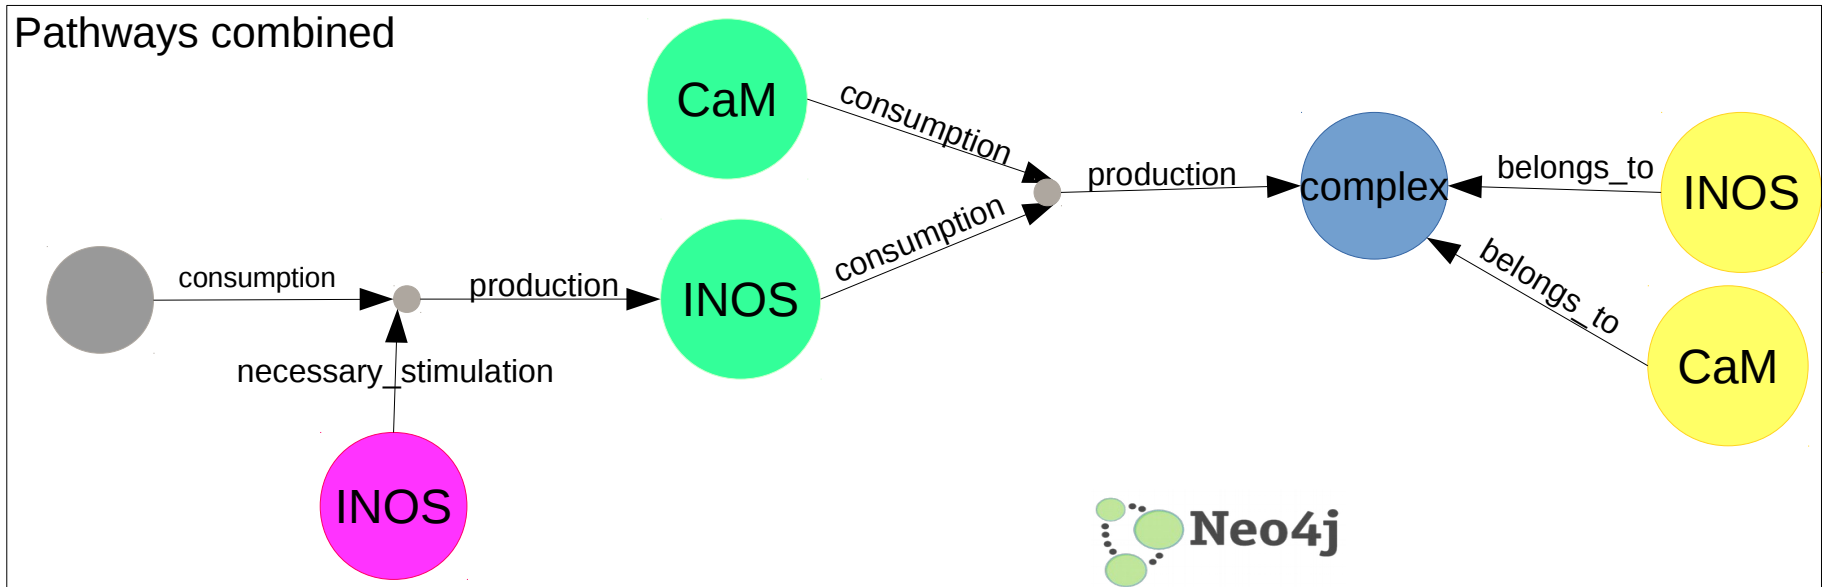 Pathways combined
CaM
consumption
production
complex
belongs_to
INOS
consumption
INOS
belongs_to
CaM
consumption
production
necessary_stimulation
INOS
Neo4j